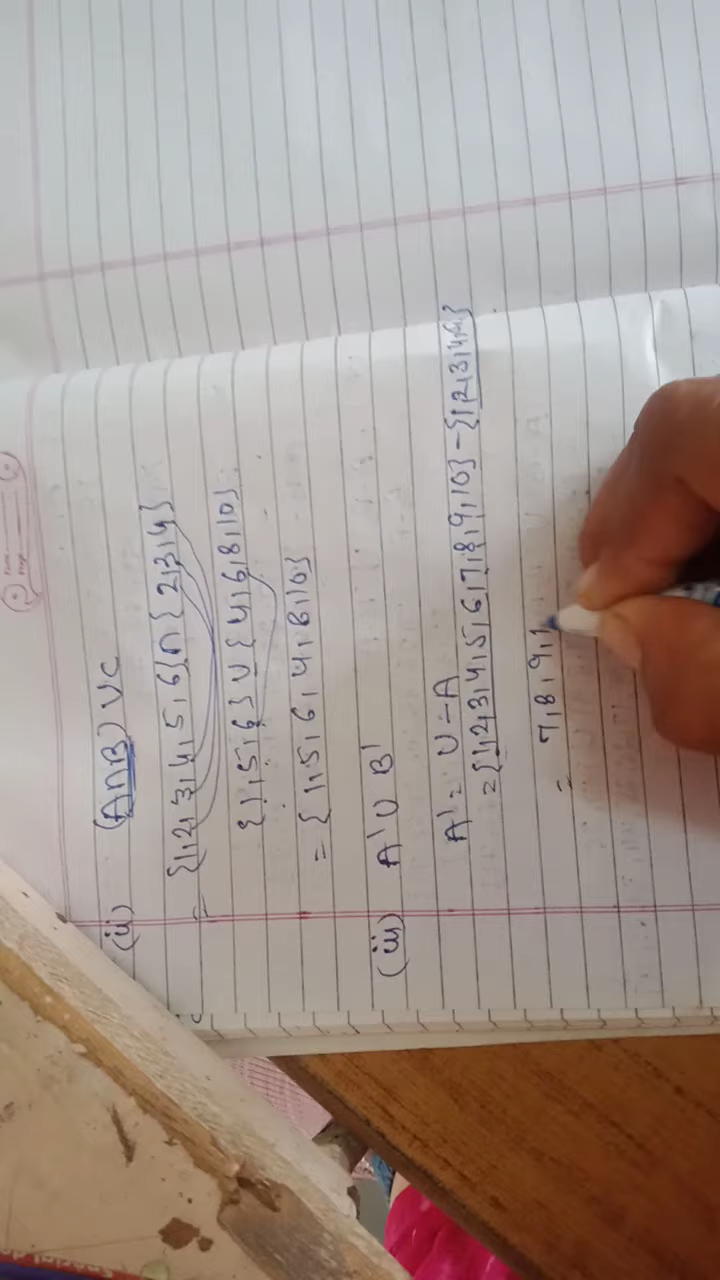 (ii) (A∩B) ∪ C
= {1,2,3,4,5,6} ∩ {2,3,4}
{1,5,6} ∪ {4,6,8,10}
= {1,5,6,4,8,10}
(iii) A' ∪ B'
A' = U - A
= {1,2,3,4,5,6,7,8,9,10} - {1,2,3,4,
= 7,8,9,1